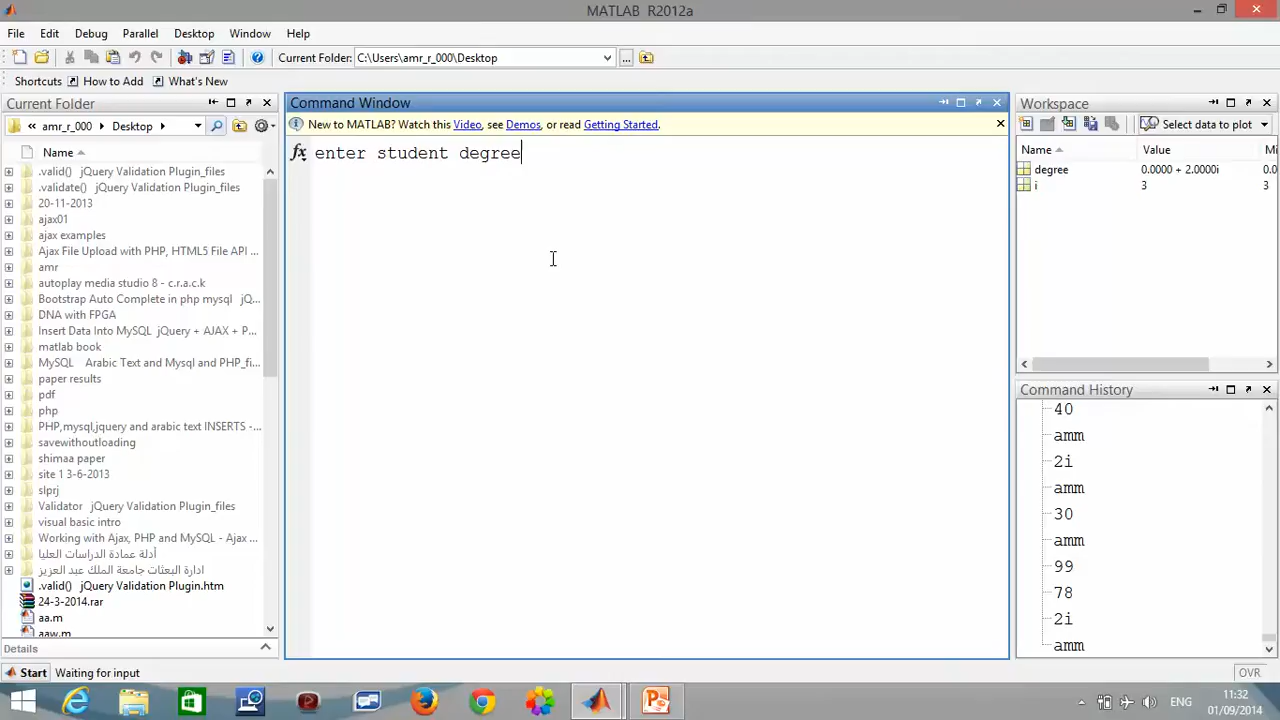 MATLAB R2012a
File Edit Debug Parallel Desktop Window Help
Current Folder: C:\Users\amr_r_000\Desktop ...
Shortcuts How to Add What's New
Current Folder
« amr_r_000 Desktop
Name
.valid() jQuery Validation Plugin_files
.validate() jQuery Validation Plugin_files
20-11-2013
ajax01
ajax examples
Ajax File Upload with PHP, HTML5 File API ...
amr
autoplay media studio 8 - c.r.a.c.k
Bootstrap Auto Complete in php mysql jQ...
DNA with FPGA
Insert Data Into MySQL jQuery + AJAX + P...
matlab book
MySQL Arabic Text and Mysql and PHP_fi...
paper results
pdf
php
PHP,mysql,jquery and arabic text INSERTS -...
savewithoutloading
shimaa paper
site 1 3-6-2013
slprj
Validator jQuery Validation Plugin_files
visual basic intro
Working with Ajax, PHP and MySQL - Ajax ...
أدلة عمادة الدراسات العليا
ادارة البعثات جامعة الملك عبد العزيز
.valid() jQuery Validation Plugin.htm
24-3-2014.rar
aa.m
aaw.m
Details
Command Window
New to MATLAB? Watch this Video, see Demos, or read Getting Started.
fx enter student degree
Workspace
Select data to plot
Name Value Mi
degree 0.0000 + 2.0000i 0.0
i 3 3
Command History
40
amm
2i
amm
30
amm
99
78
2i
amm
Start Waiting for input
OVR
ENG
11:32
01/09/2014